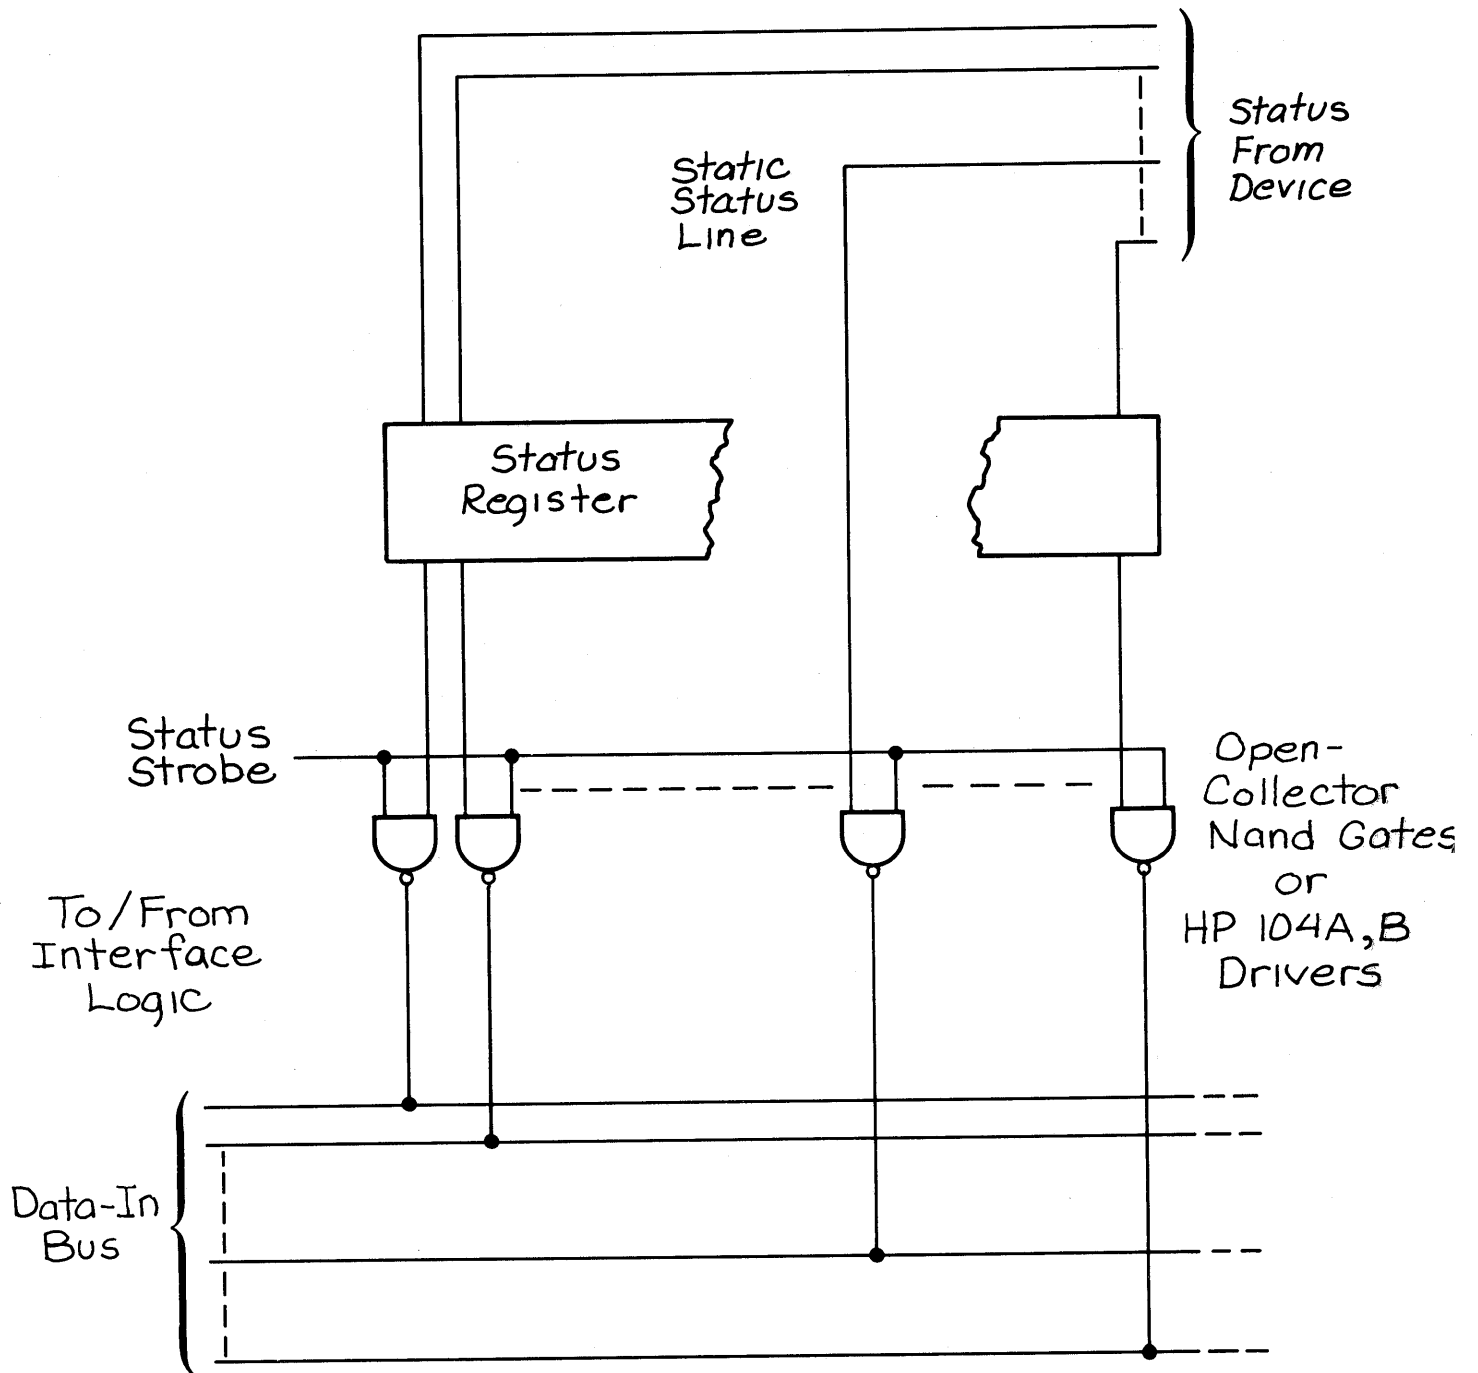 Status
From
Device
Static
Status
Line
Status
Register
Status
Strobe
Open-
Collector
Nand Gates
or
HP 104A,B
Drivers
To/From
Interface
Logic
Data-In
Bus